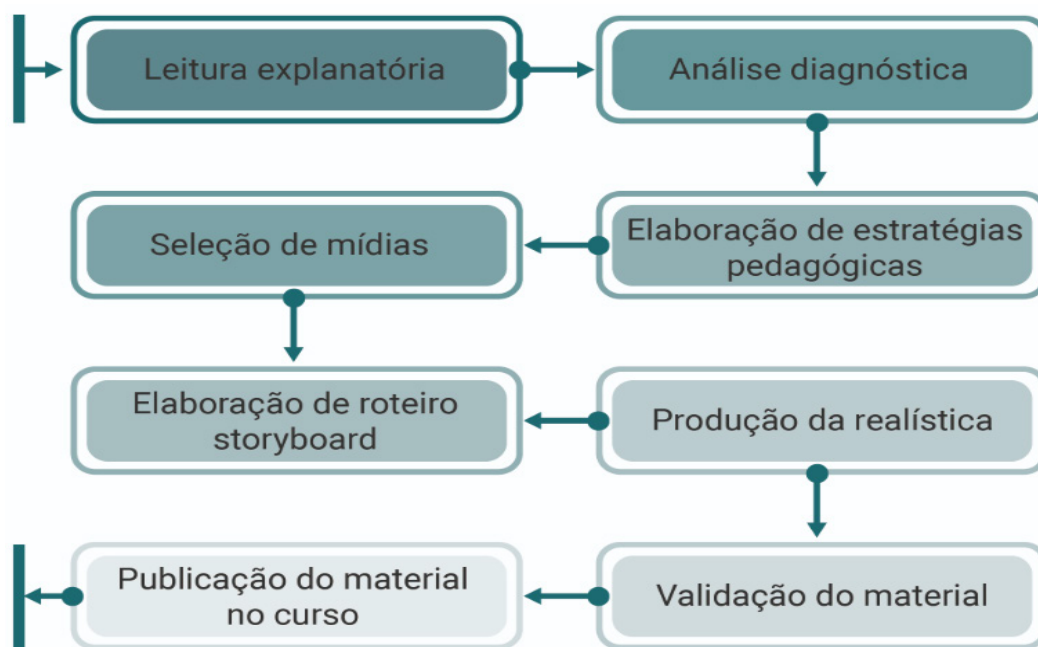 Leitura explanatória
Análise diagnóstica
Elaboração de estratégias
pedagógicas
Seleção de mídias
Elaboração de roteiro
storyboard
Produção da realística
Validação do material
Publicação do material
no curso